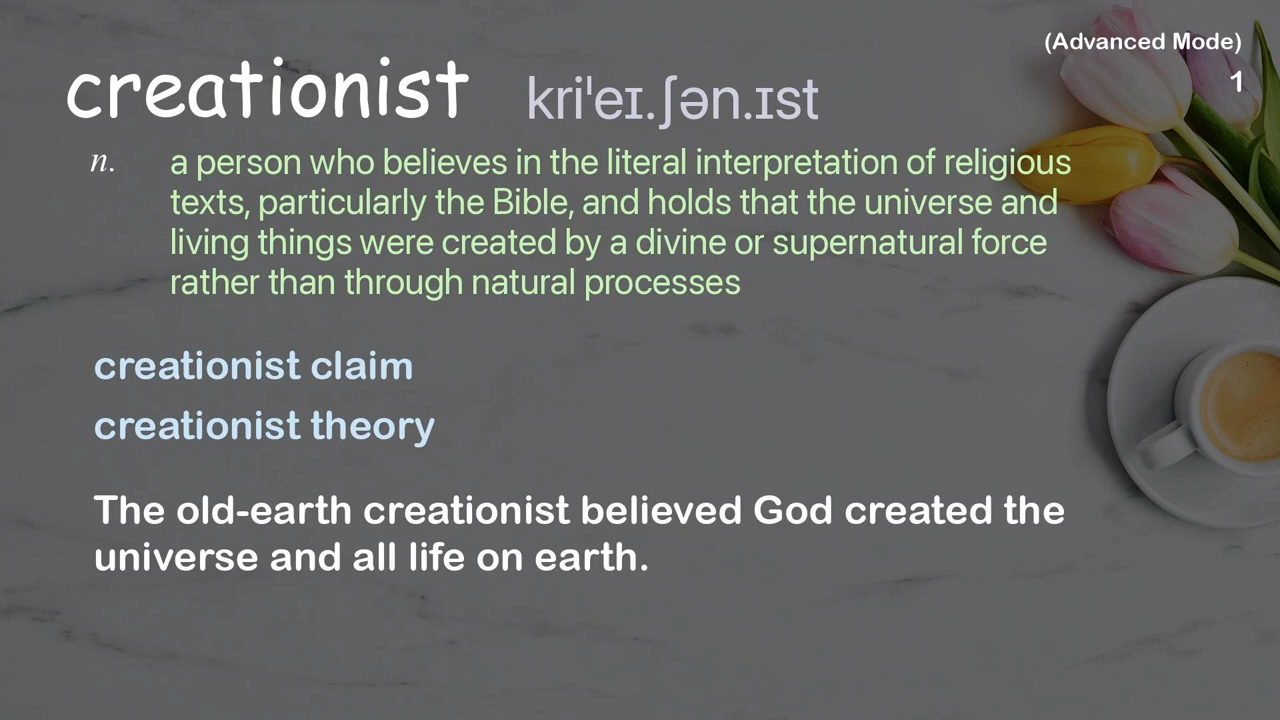 (Advanced Mode)
1
creationist kriˈeɪ.ʃən.ɪst
n. a person who believes in the literal interpretation of religious
texts, particularly the Bible, and holds that the universe and
living things were created by a divine or supernatural force
rather than through natural processes
creationist claim
creationist theory
The old-earth creationist believed God created the
universe and all life on earth.